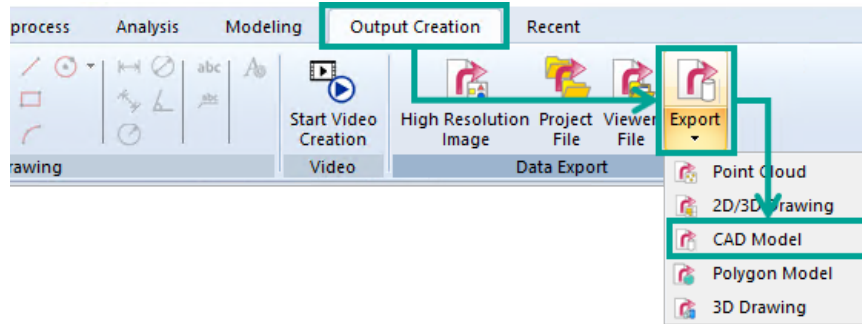 process Analysis Modeling Output Creation Recent
abc A
abc
Start Video High Resolution Project Viewer Export
Creation Image File File
rawing Video Data Export
Point Cloud
2D/3D Drawing
CAD Model
Polygon Model
3D Drawing